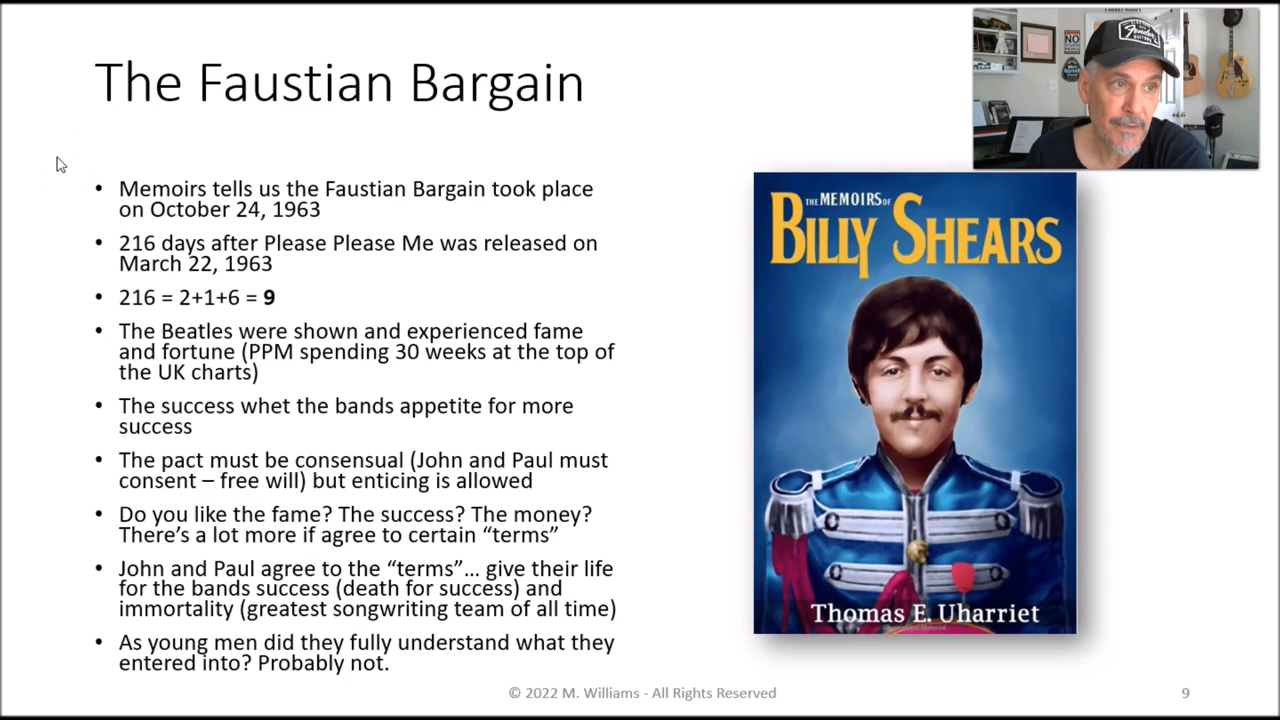 The Faustian Bargain
• Memoirs tells us the Faustian Bargain took place
on October 24, 1963
• 216 days after Please Please Me was released on
March 22, 1963
• 216 = 2+1+6 = 9
• The Beatles were shown and experienced fame
and fortune (PPM spending 30 weeks at the top of
the UK charts)
• The success whet the bands appetite for more
success
• The pact must be consensual (John and Paul must
consent – free will) but enticing is allowed
• Do you like the fame? The success? The money?
There’s a lot more if agree to certain “terms”
• John and Paul agree to the “terms”… give their life
for the bands success (death for success) and
immortality (greatest songwriting team of all time)
• As young men did they fully understand what they
entered into? Probably not.
Fender
NO
THE MEMOIRS OF
BILLY SHEARS
Thomas E. Uharriet
© 2022 M. Williams - All Rights Reserved
9